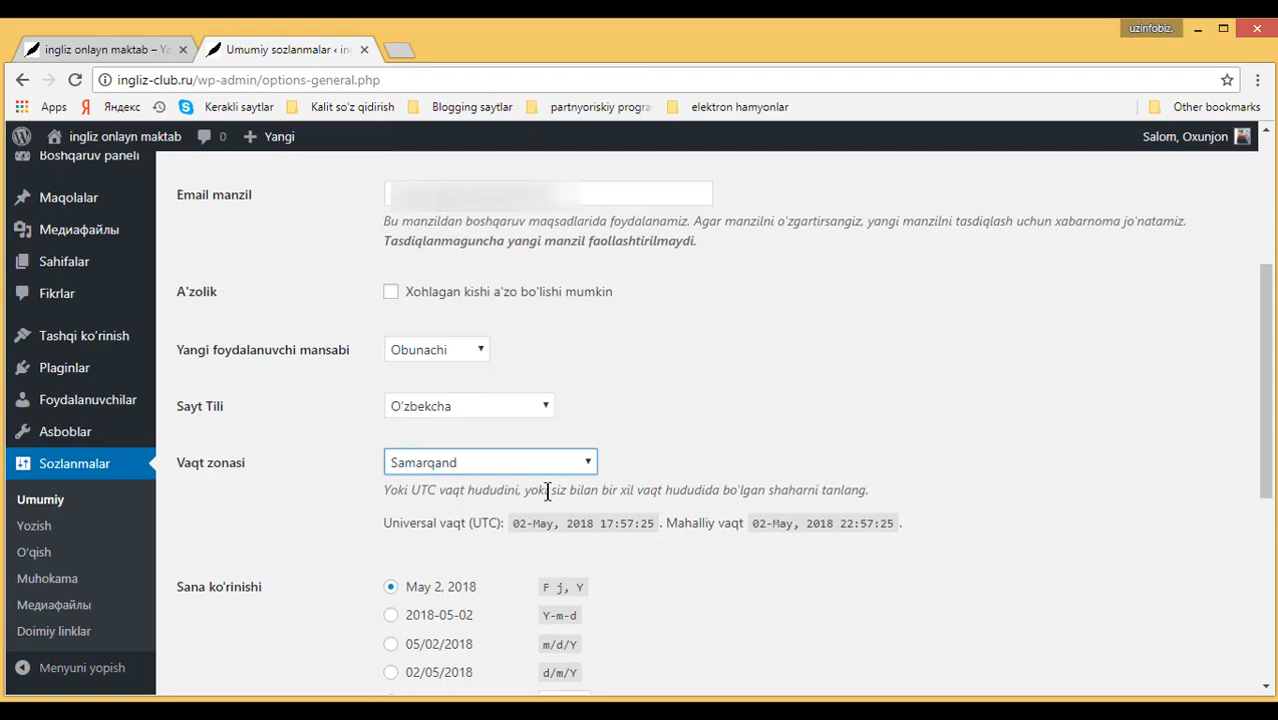 uzinfobiz.
ingliz onlayn maktab – Ya
Umumiy sozlanmalar ‹ in
ingliz-club.ru/wp-admin/options-general.php
Apps Яндекс Kerakli saytlar Kalit so'z qidirish Blogging saytlar partnyoriskiy progra elektron hamyonlar Other bookmarks
ingliz onlayn maktab 0 Yangi Salom, Oxunjon
Boshqaruv paneli
Maqolalar
Медиафайлы
Sahifalar
Fikrlar
Tashqi ko‘rinish
Plaginlar
Foydalanuvchilar
Asboblar
Sozlanmalar
Umumiy
Yozish
O‘qish
Muhokama
Медиафайлы
Doimiy linklar
Menyuni yopish
Email manzil
Bu manzildan boshqaruv maqsadlarida foydalanamiz. Agar manzilni o'zgartirsangiz, yangi manzilni tasdiqlash uchun xabarnoma jo'natamiz.
Tasdiqlanmaguncha yangi manzil faollashtirilmaydi.
A'zolik Xohlagan kishi a'zo bo'lishi mumkin
Yangi foydalanuvchi mansabi Obunachi
Sayt Tili O‘zbekcha
Vaqt zonasi Samarqand
Yoki UTC vaqt hududini, yoki siz bilan bir xil vaqt hududida bo'lgan shaharni tanlang.
Universal vaqt (UTC): 02-May, 2018 17:57:25 . Mahalliy vaqt 02-May, 2018 22:57:25 .
Sana ko'rinishi May 2, 2018 F j, Y
2018-05-02 Y-m-d
05/02/2018 m/d/Y
02/05/2018 d/m/Y